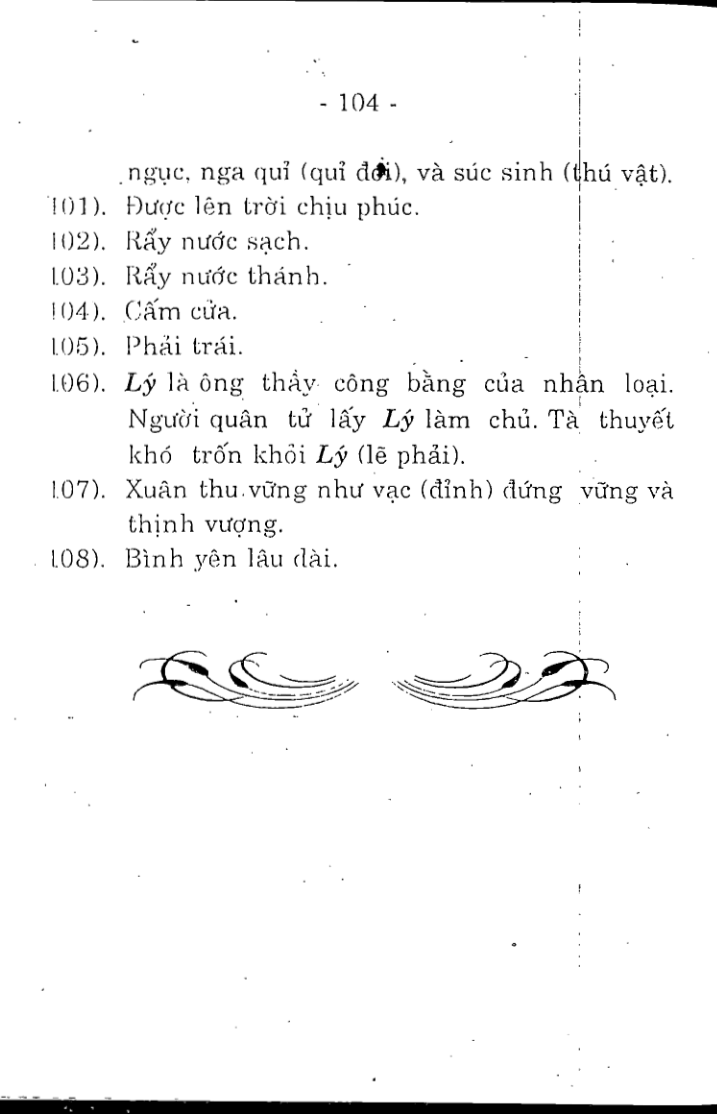 - 104 -
ngục, nga quỉ (quỉ đói), và súc sinh (thú vật).
101). Được lên trời chịu phúc.
102). Rẩy nước sạch.
103). Rẩy nước thánh.
104). Cấm cửa.
105). Phải trái.
106). Lý là ông thầy công bằng của nhân loại.
Người quân tử lấy Lý làm chủ. Tà thuyết
khó trốn khỏi Lý (lẽ phải).
107). Xuân thu vững như vạc (đỉnh) đứng vững và
thịnh vượng.
108). Bình yên lâu dài.